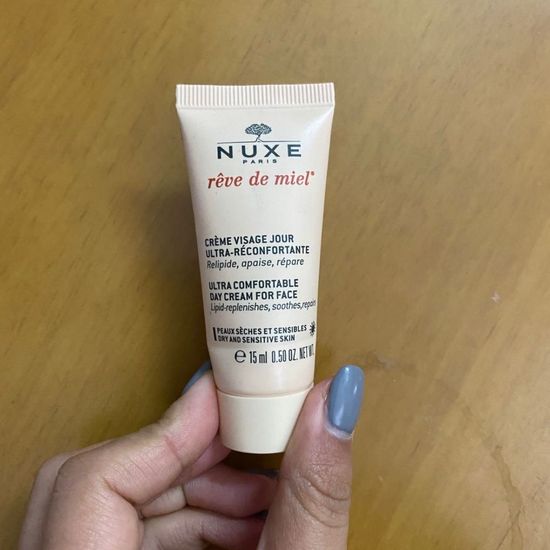 NUXE
PARIS
rêve de miel®
CRÈME VISAGE JOUR
ULTRA-RÉCONFORTANTE
Relipide, apaise, répare
ULTRA COMFORTABLE
DAY CREAM FOR FACE
Lipid-replenishes, soothes, repairs
PEAUX SÈCHES ET SENSIBLES
DRY AND SENSITIVE SKIN
℮ 15 ml 0.50 OZ. NET WT.